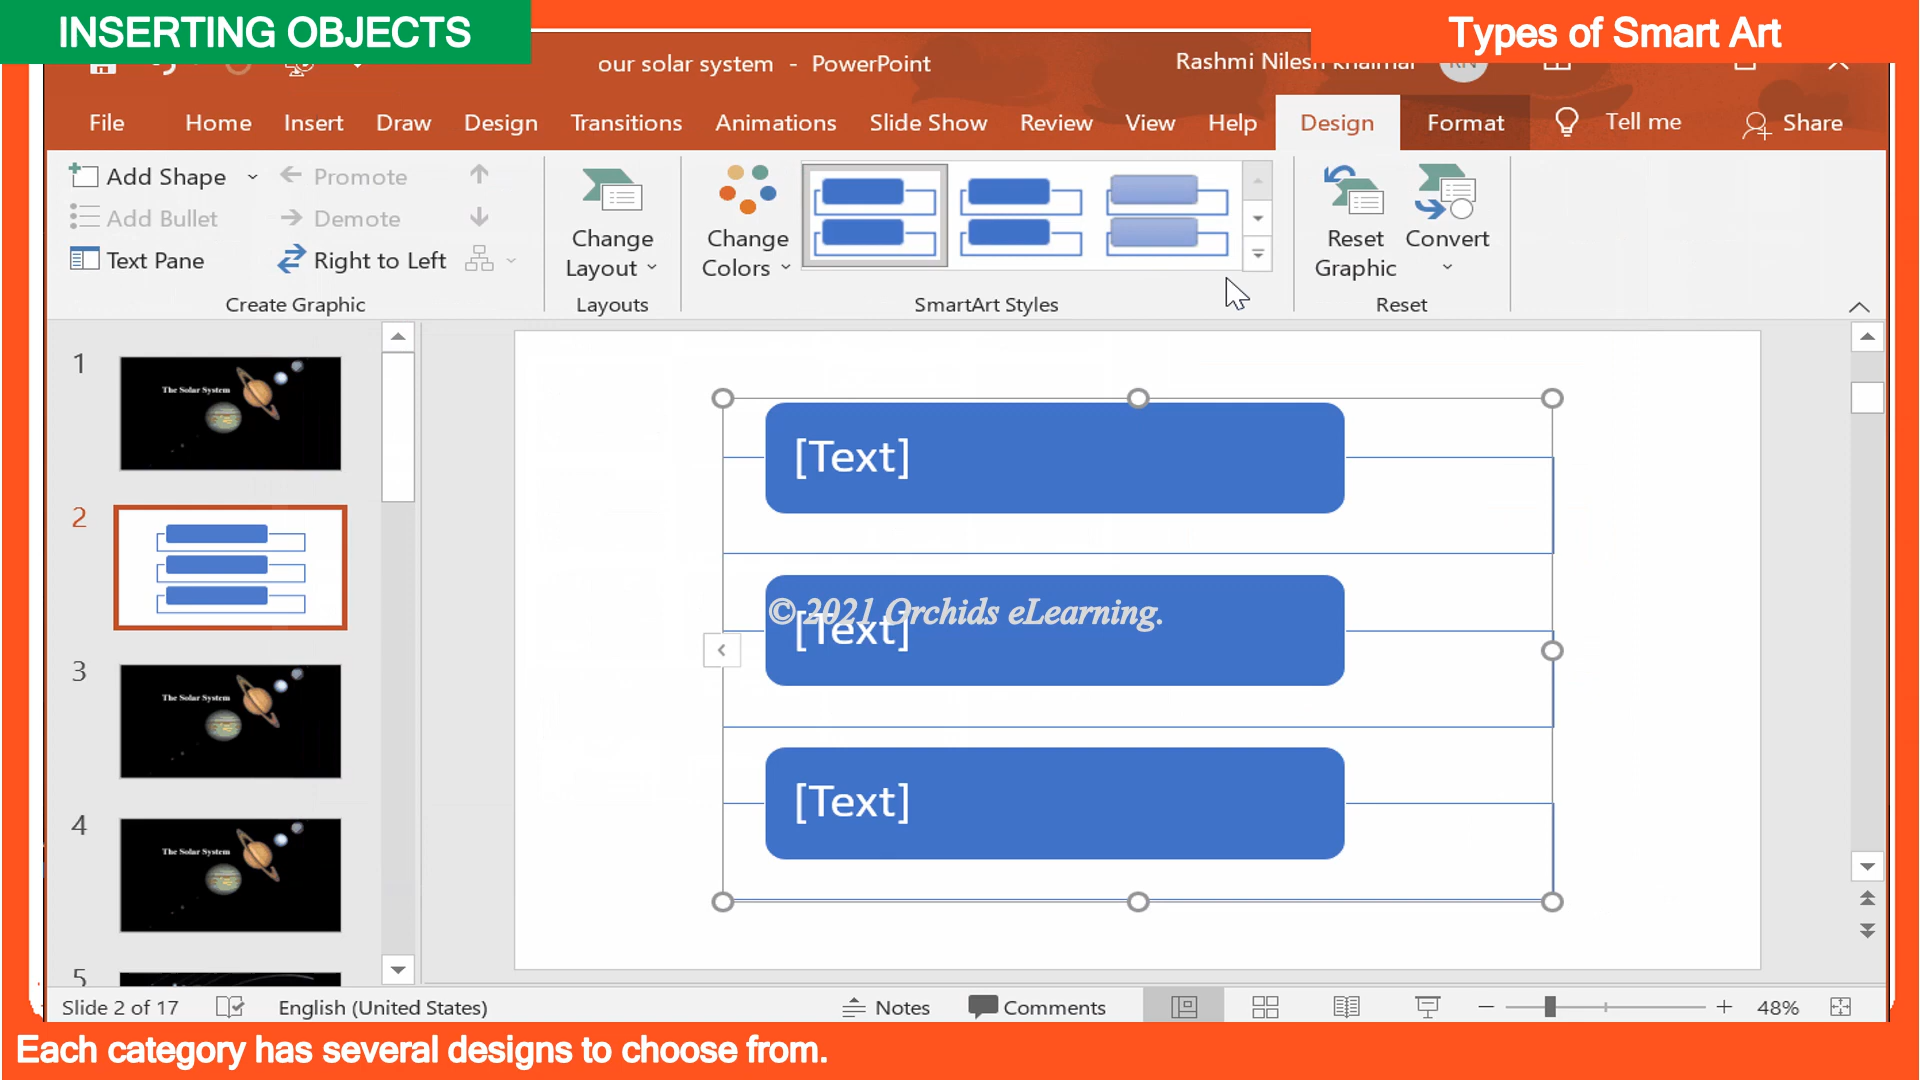 INSERTING OBJECTS
Types of Smart Art
our solar system - PowerPoint
Rashmi Nilesh
File Home Insert Draw Design Transitions Animations Slide Show Review View Help Design Format Tell me Share
Add Shape
Add Bullet
Text Pane
Promote
Demote
Right to Left
Create Graphic
Change
Layout
Layouts
Change
Colors
SmartArt Styles
Reset
Graphic
Convert
Reset
1
The Solar System
2
3
The Solar System
4
The Solar System
5
[Text]
[Text]
© 2021 Orchids eLearning.
[Text]
Slide 2 of 17
English (United States)
Notes
Comments
48%
Each category has several designs to choose from.